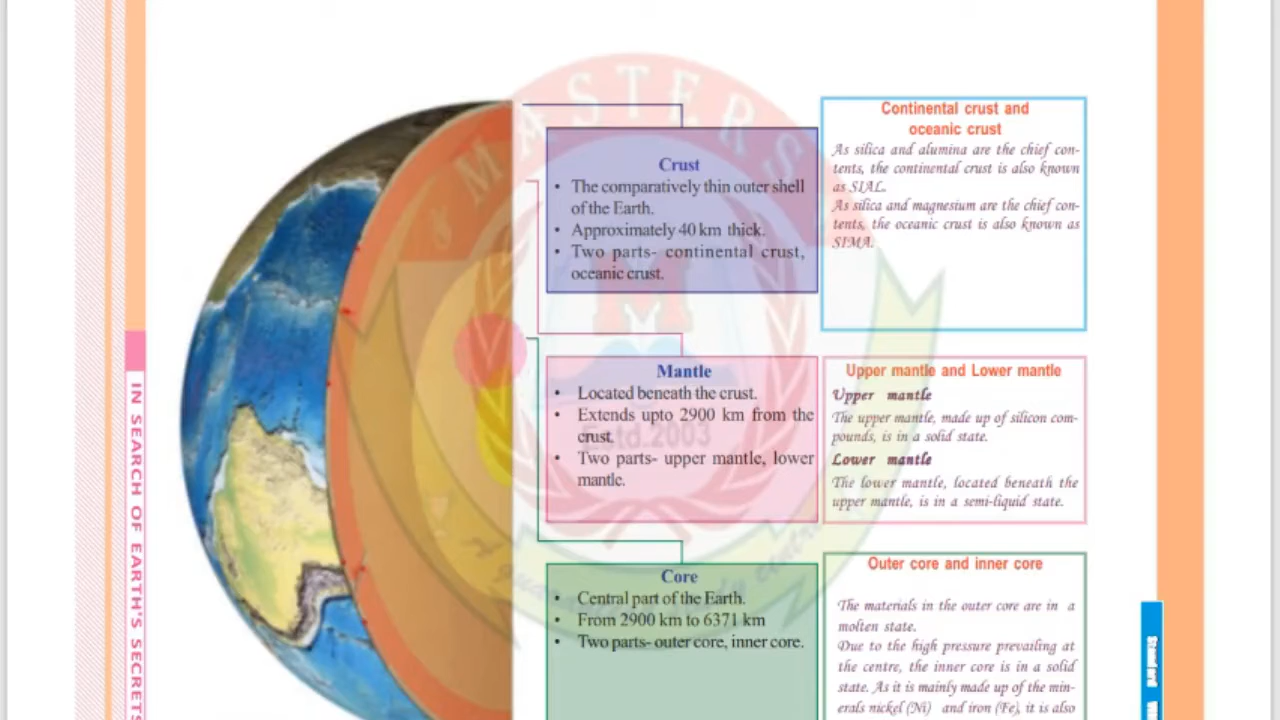 MASTERS
Crust
• The comparatively thin outer shell
of the Earth.
• Approximately 40 km thick.
• Two parts- continental crust,
oceanic crust.
Continental crust and
oceanic crust
As silica and alumina are the chief con-
tents, the continental crust is also known
as SIAL.
As silica and magnesium are the chief con-
tents, the oceanic crust is also known as
SIMA.
Mantle
• Located beneath the crust.
• Extends upto 2900 km from the
crust.
• Two parts- upper mantle, lower
mantle.
Estd.2003
Upper mantle and Lower mantle
Upper mantle
The upper mantle, made up of silicon com-
pounds, is in a solid state.
Lower mantle
The lower mantle, located beneath the
upper mantle, is in a semi-liquid state.
Core
• Central part of the Earth.
• From 2900 km to 6371 km
• Two parts- outer core, inner core.
Outer core and inner core
The materials in the outer core are in a
molten state.
Due to the high pressure prevailing at
the centre, the inner core is in a solid
state. As it is mainly made up of the min-
erals nickel (Ni) and iron (Fe), it is also
IN SEARCH OF EARTH'S SECRETS